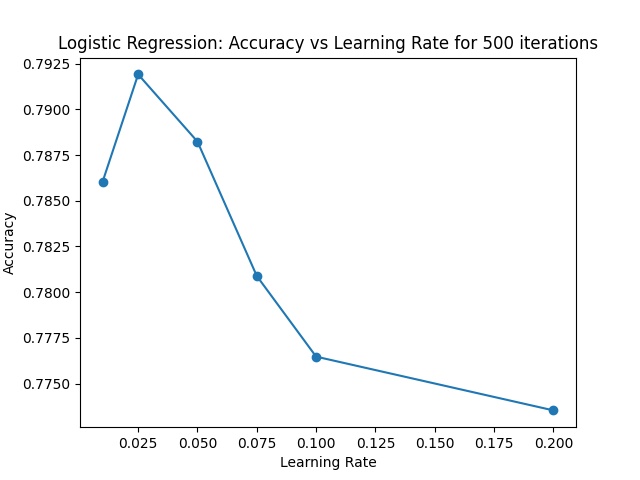 Logistic Regression: Accuracy vs Learning Rate for 500 iterations
0.7925
0.7900
0.7875
0.7850
0.7825
0.7800
0.7775
0.7750
Accuracy
0.025 0.050 0.075 0.100 0.125 0.150 0.175 0.200
Learning Rate